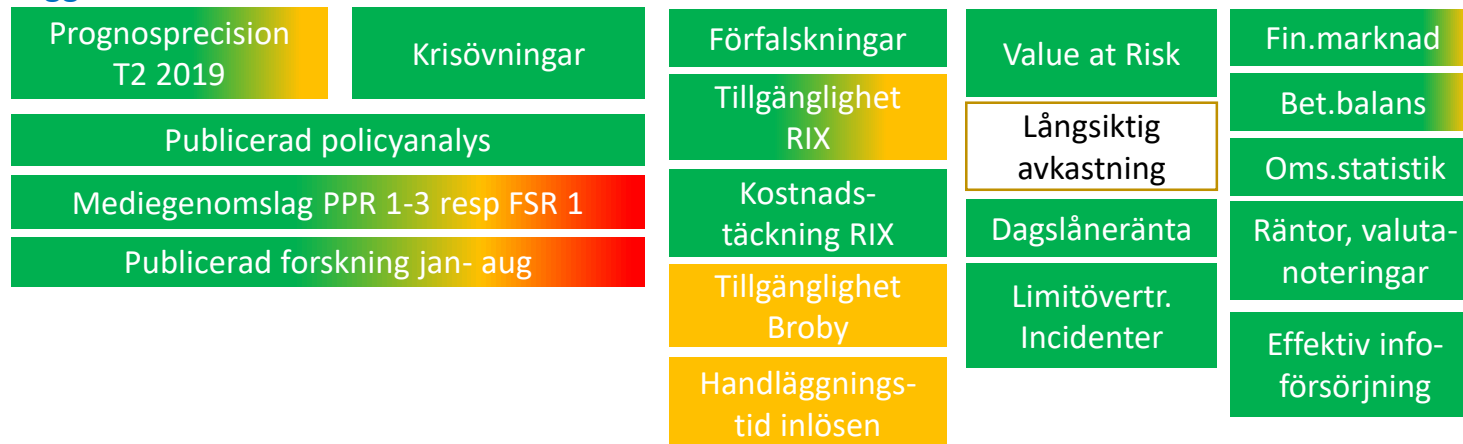 Prognosprecision
T2 2019
Krisövningar
Publicerad policyanalys
Mediegenomslag PPR 1-3 resp FSR 1
Publicerad forskning jan- aug
Förfalskningar
Tillgänglighet
RIX
Kostnads-
täckning RIX
Tillgänglighet
Broby
Handläggnings-
tid inlösen
Value at Risk
Långsiktig
avkastning
Dagslåneränta
Limitövertr.
Incidenter
Fin.marknad
Bet.balans
Oms.statistik
Räntor, valuta-
noteringar
Effektiv info-
försörjning